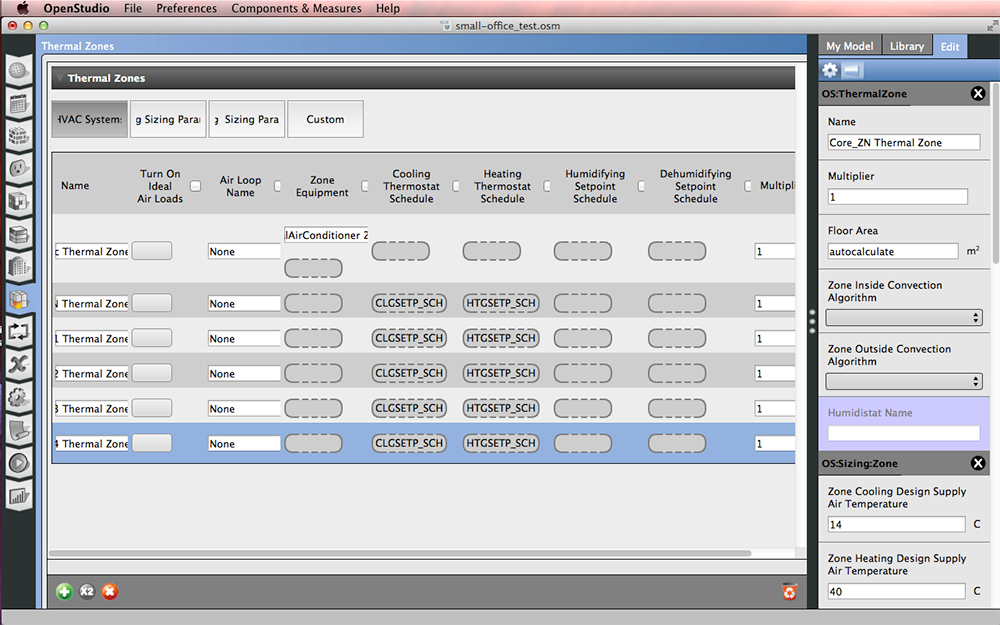 OpenStudio File Preferences Components & Measures Help
small-office_test.osm
Thermal Zones
My Model Library Edit
Thermal Zones
HVAC Systems g Sizing Para g Sizing Para Custom
Name
Turn On
Ideal
Air Loads
Air Loop
Name
Zone
Equipment
Cooling
Thermostat
Schedule
Heating
Thermostat
Schedule
Humidifying
Setpoint
Schedule
Dehumidifying
Setpoint
Schedule
Multipli
lAirConditioner 2
c Thermal Zone None 1
N Thermal Zone None CLGSETP_SCH HTGSETP_SCH 1
1 Thermal Zone None CLGSETP_SCH HTGSETP_SCH 1
2 Thermal Zone None CLGSETP_SCH HTGSETP_SCH 1
3 Thermal Zone None CLGSETP_SCH HTGSETP_SCH 1
4 Thermal Zone None CLGSETP_SCH HTGSETP_SCH 1
x2
OS:ThermalZone
Name
Core_ZN Thermal Zone
Multiplier
1
Floor Area
autocalculate m²
Zone Inside Convection
Algorithm
Zone Outside Convection
Algorithm
Humidistat Name
OS:Sizing:Zone
Zone Cooling Design Supply
Air Temperature
14 C
Zone Heating Design Supply
Air Temperature
40 C